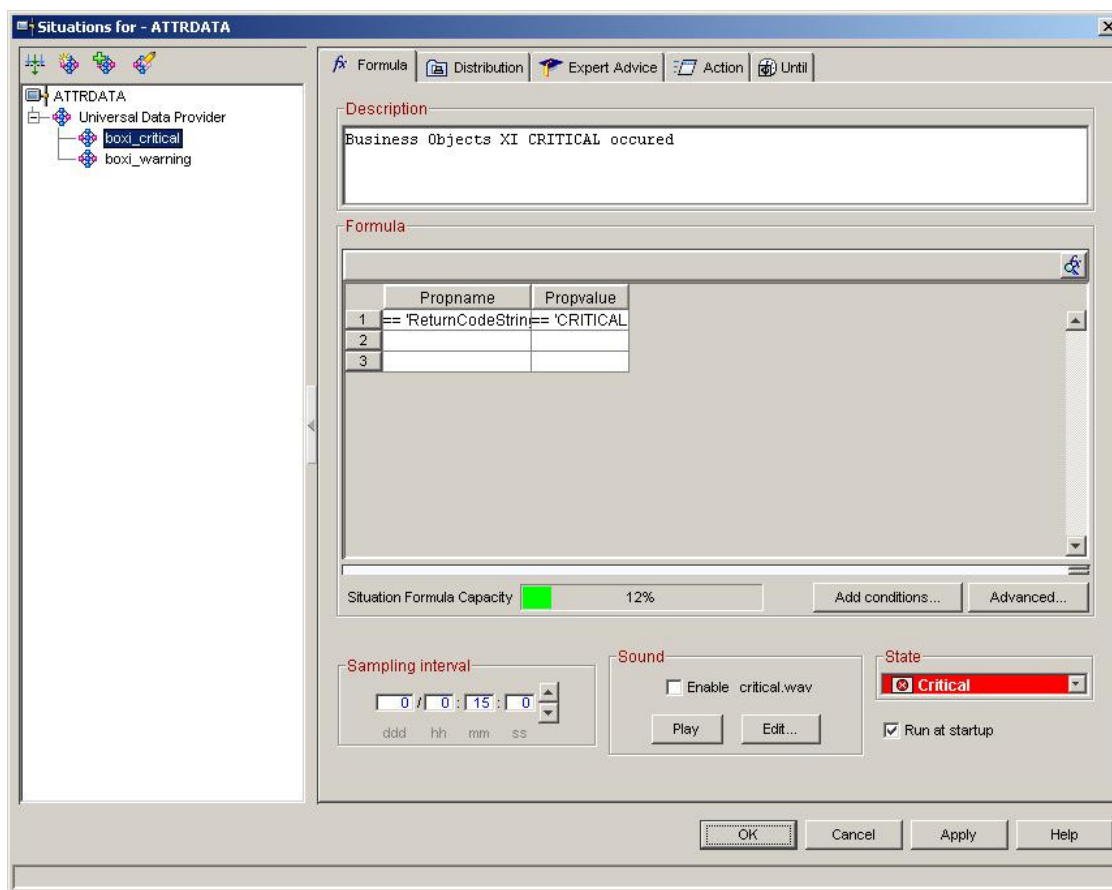 Situations for - ATTRDATA
ATTRDATA
Universal Data Provider
boxi_critical
boxi_warning
fx Formula Distribution Expert Advice Action Until
Description
Business Objects XI CRITICAL occured
Formula
Propname Propvalue
1 == 'ReturnCodeString == 'CRITICAL
2
3
Situation Formula Capacity 12% Add conditions... Advanced...
Sampling interval
0 / 0 : 15 : 0
ddd hh mm ss
Sound
Enable critical.wav
Play Edit...
State
Critical
Run at startup
OK Cancel Apply Help